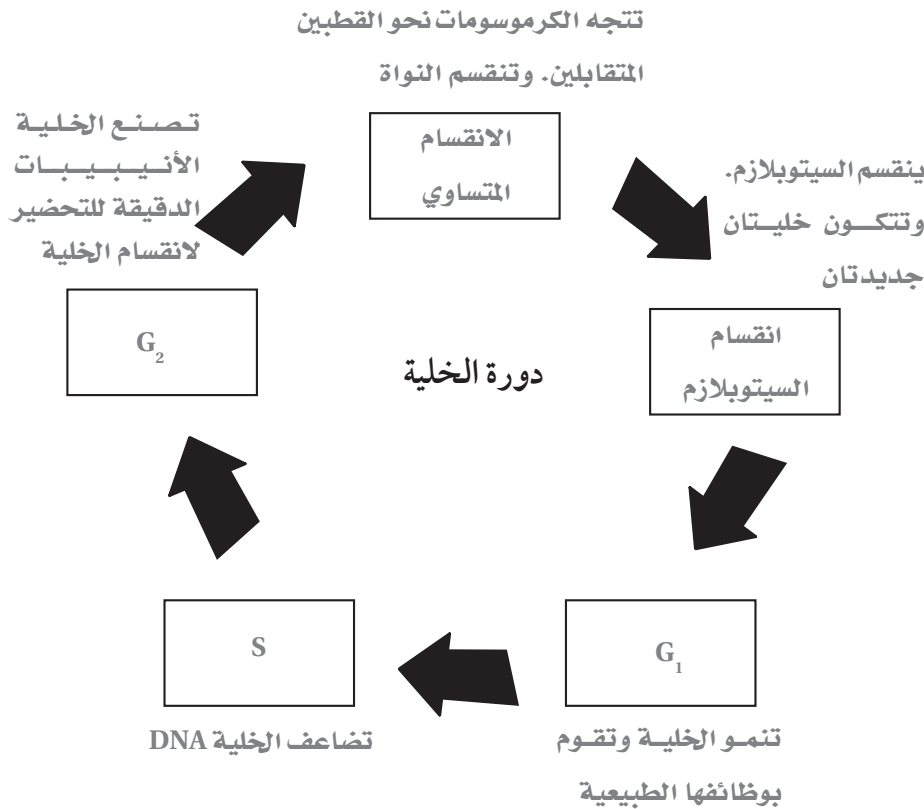 تتجه الكرموسومات نحو القطبين
المتقابلين. وتنقسم النواة
الانقسام
المتساوي
ينقسم السيتوبلازم.
وتتكون خليتان
جديدتان
انقسام
السيتوبلازم
G₁
تنمو الخلية وتقوم
بوظائفها الطبيعية
S
تضاعف الخلية DNA
G₂
تصنع الخلية
الأنيبيبات
الدقيقة للتحضير
لانقسام الخلية
دورة الخلية